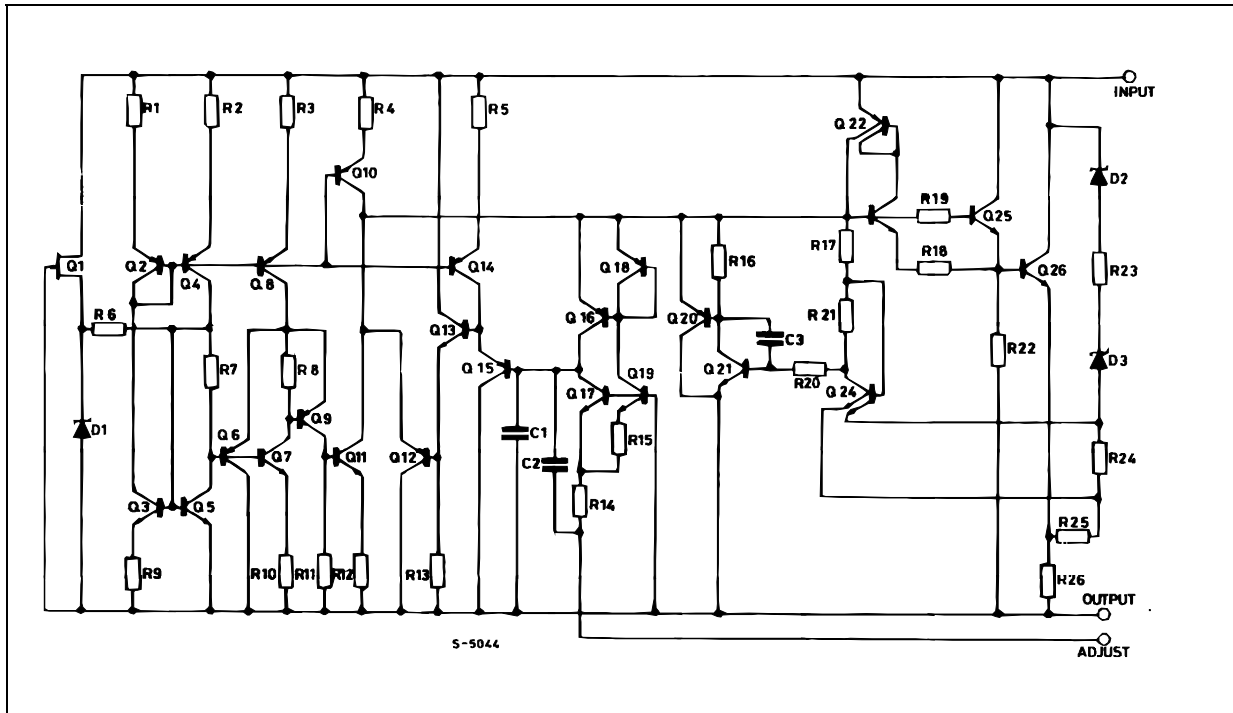 INPUT
R1 R2 R3 R4 R5
Q22
Q10
D2
R19 Q25
R17 R16 R18
Q1 Q2 Q4 Q8 Q14 Q18 Q26 R23
R6 Q13 Q16 Q20 C3 R21
R7 R8 Q15 Q21 R20 R22 D3
Q9 Q17 Q19 Q24
D1 Q6 Q7 Q11 Q12 C1 C2 R15 R24
Q3 Q5 R14 R25
R9 R10 R11 R12 R13 R26
OUTPUT
S-5044
ADJUST